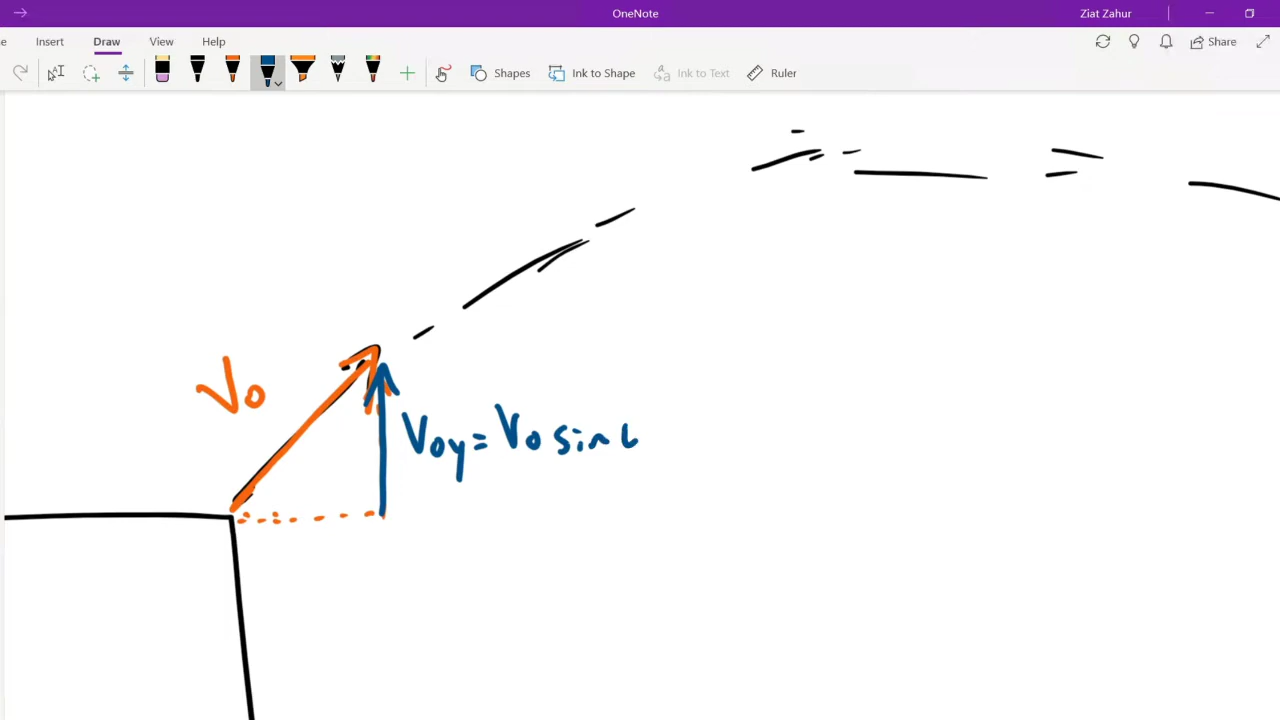 OneNote
Ziat Zahur
Insert Draw View Help
Share
Shapes Ink to Shape Ink to Text Ruler
Vo
Voy = Vo sin